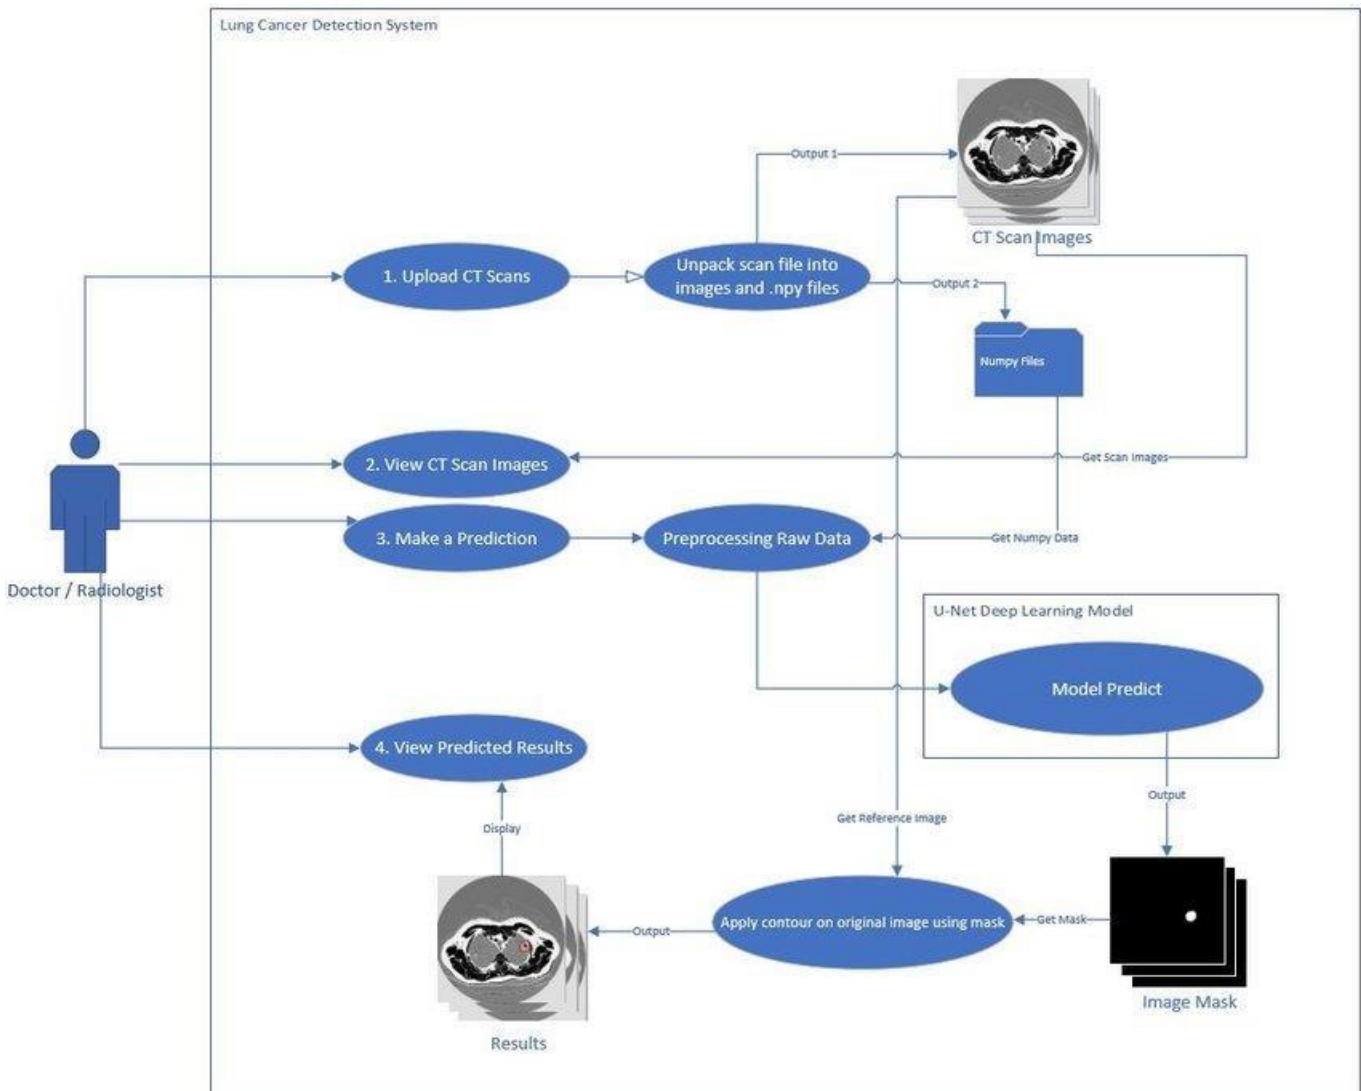 Lung Cancer Detection System
Output 1
CT Scan Images
1. Upload CT Scans
Unpack scan file into
images and .npy files
Output 2
Numpy Files
2. View CT Scan Images
Get Scan Images
3. Make a Prediction
Preprocessing Raw Data
Get Numpy Data
Doctor / Radiologist
U-Net Deep Learning Model
Model Predict
4. View Predicted Results
Output
Display
Get Reference Image
Apply contour on original image using mask
Output
Get Mask
Image Mask
Results